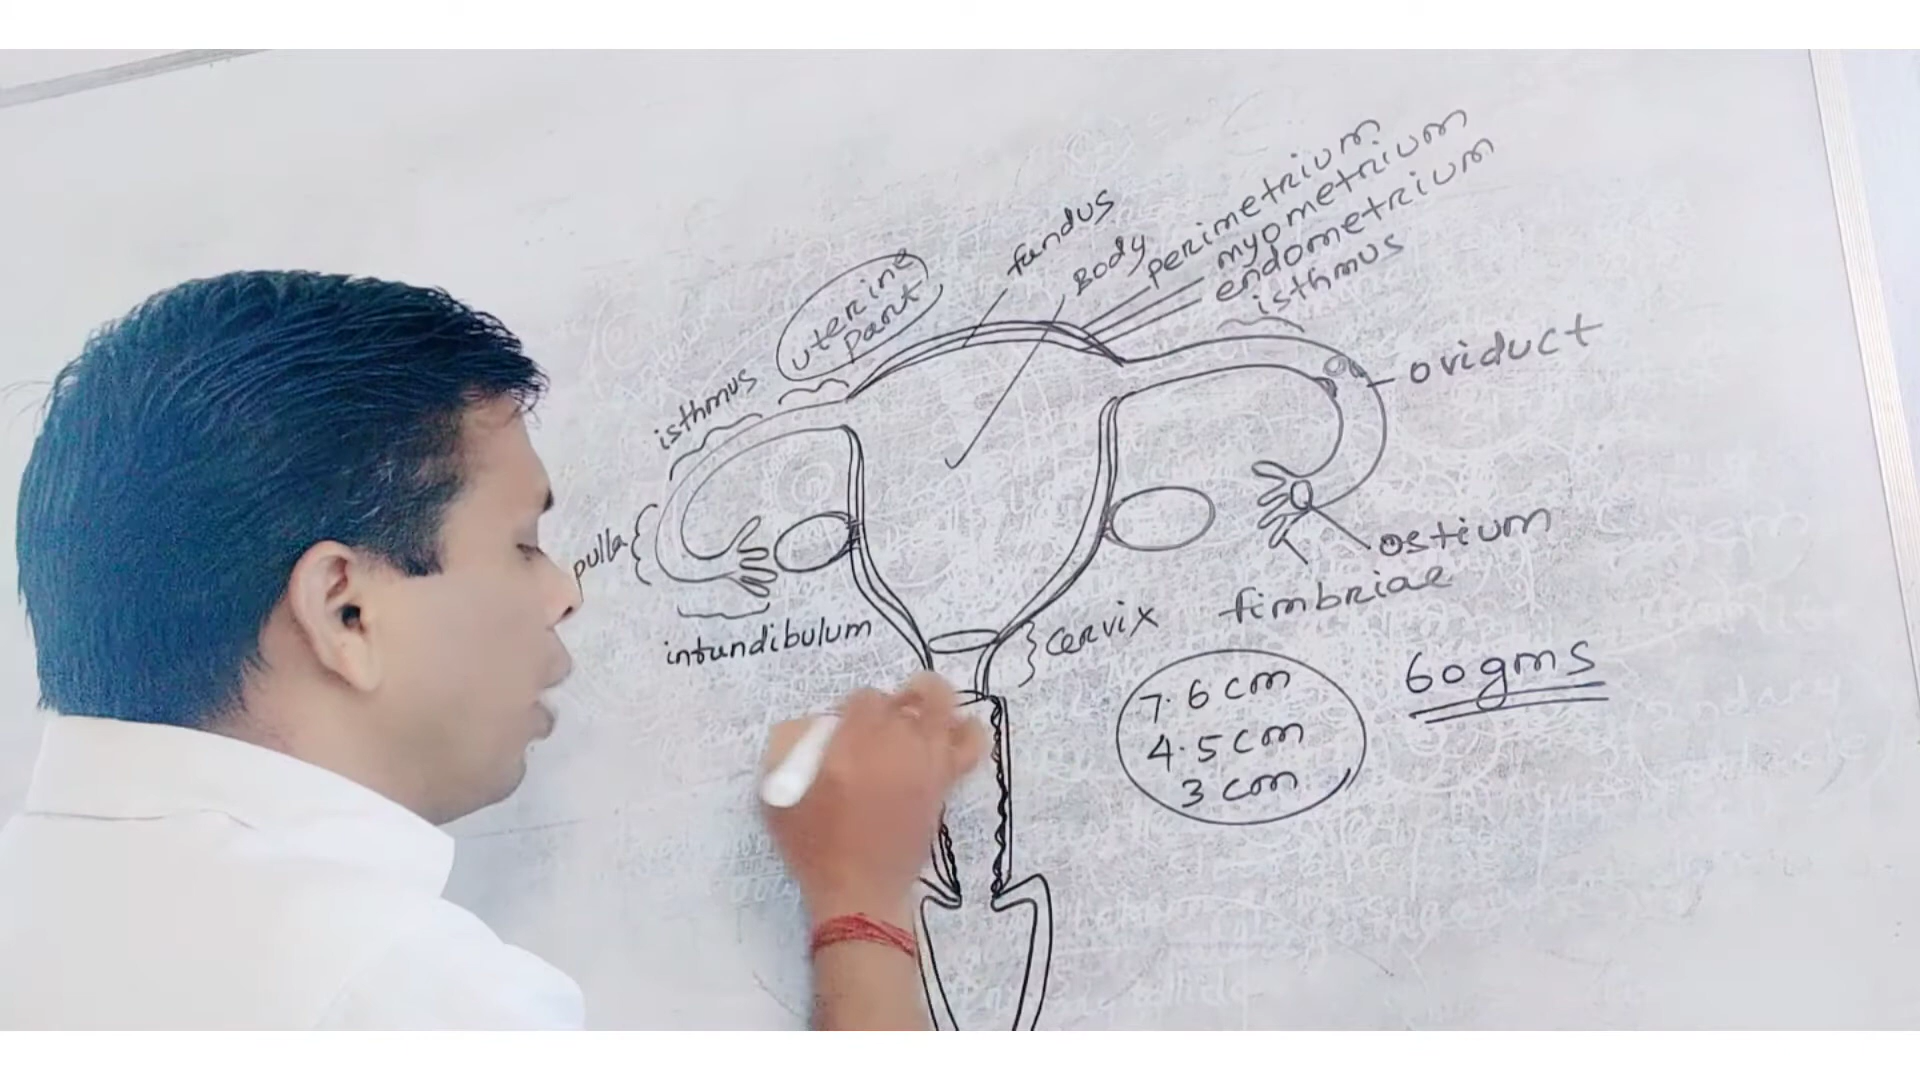 perimetrium
myometrium
endometrium
isthmus
fundus
Body
uterine
part
isthmus
oviduct
pulla
ostium
fimbriae
intundibulum
cervix
60gms
7.6 cm
4.5 cm
3 cm